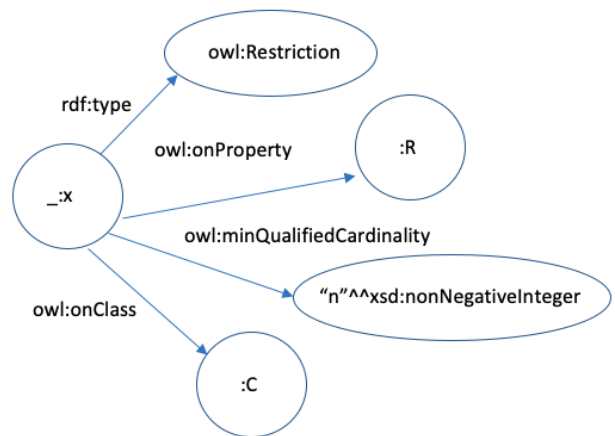 owl:Restriction
rdf:type
owl:onProperty
:R
_:x
owl:minQualifiedCardinality
“n”^^xsd:nonNegativeInteger
owl:onClass
:C